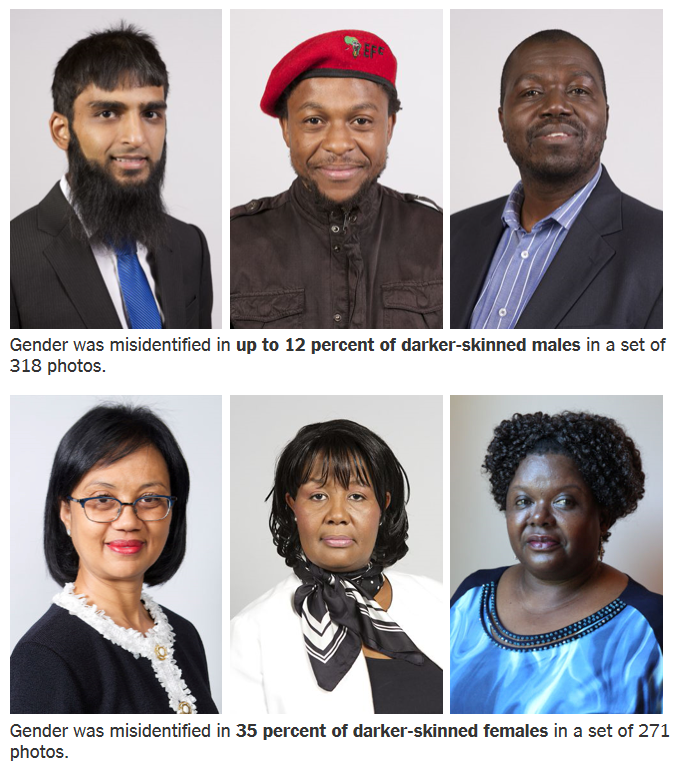 EFF
Gender was misidentified in up to 12 percent of darker-skinned males in a set of
318 photos.
Gender was misidentified in 35 percent of darker-skinned females in a set of 271
photos.